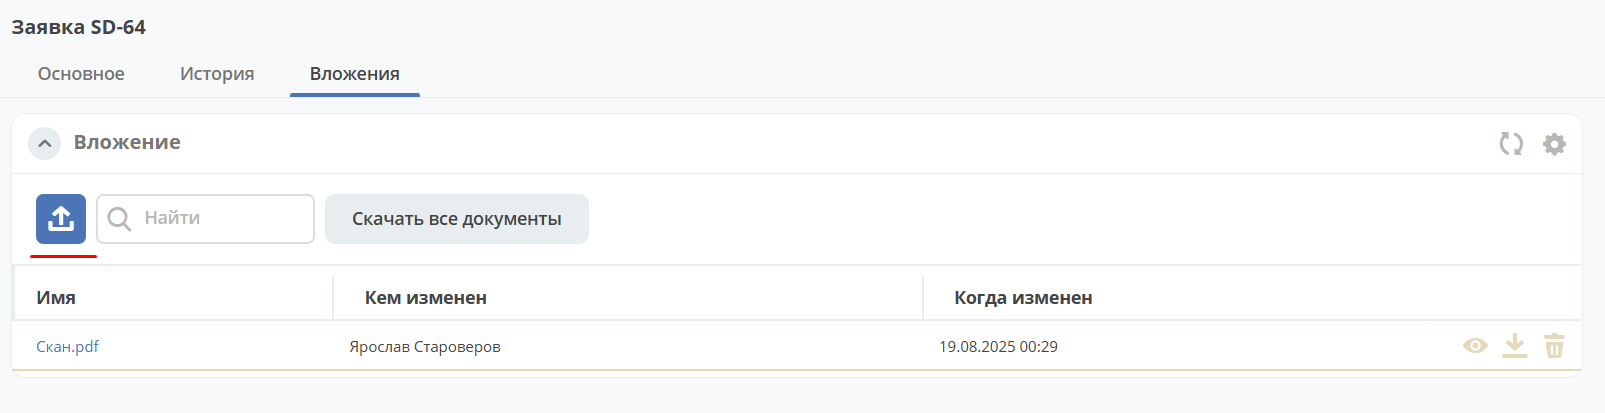 Заявка SD-64
Основное История Вложения
Вложение
Найти Скачать все документы
Имя Кем изменен Когда изменен
Скан.pdf Ярослав Староверов 19.08.2025 00:29